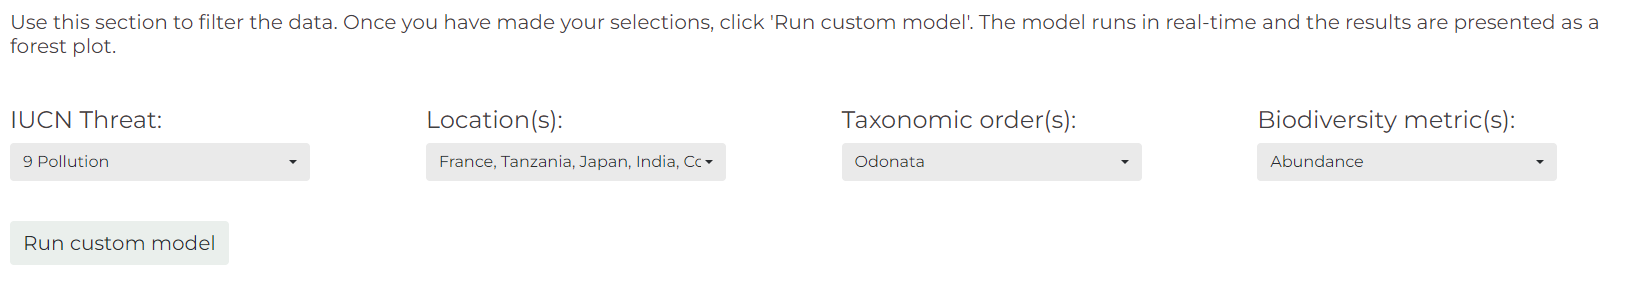 Use this section to filter the data. Once you have made your selections, click 'Run custom model'. The model runs in real-time and the results are presented as a
forest plot.
IUCN Threat:
Location(s):
Taxonomic order(s):
Biodiversity metric(s):
9 Pollution
France, Tanzania, Japan, India, Cc
Odonata
Abundance
Run custom model